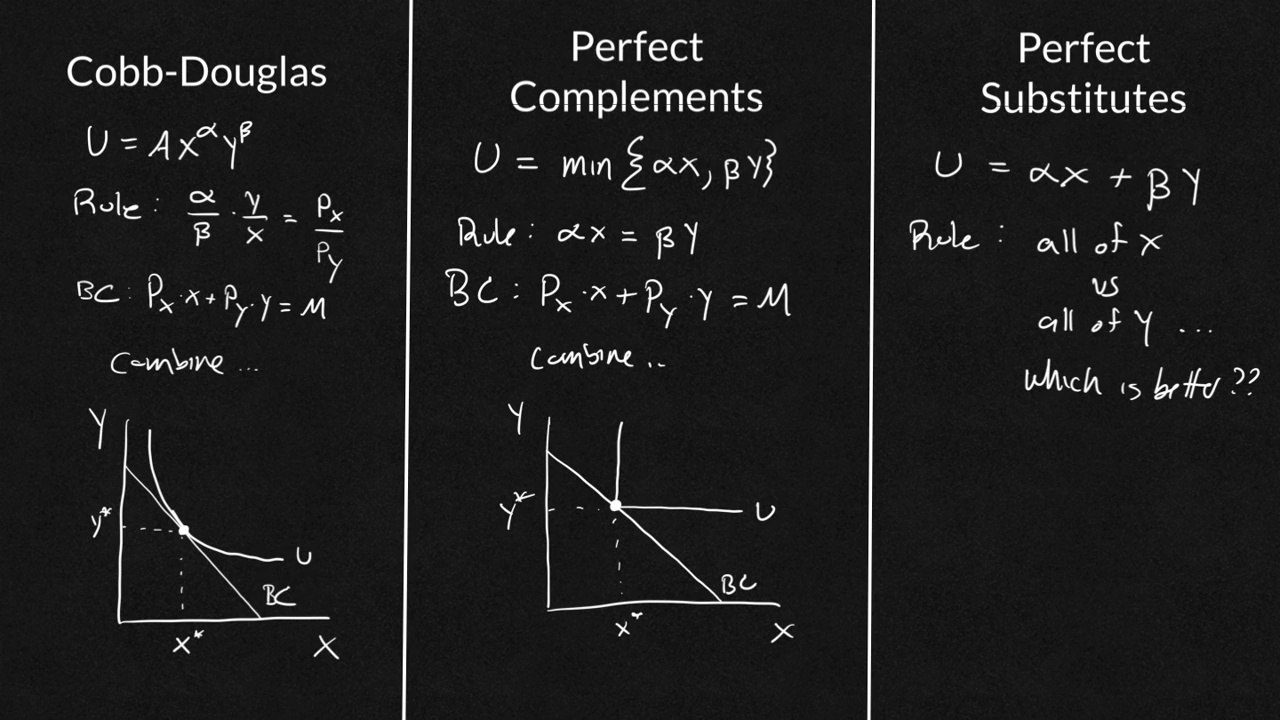 Cobb-Douglas
U = A X^α Y^β
Rule : α/β · Y/X = Px/Py
BC : Px · X + Py · Y = M
Combine ...
Y
Y*
U
BC
X*
X
Perfect
Complements
U = min {αX, βY}
Rule : αX = βY
BC : Px · X + Py · Y = M
Combine ..
Y
Y*
U
BC
X*
X
Perfect
Substitutes
U = αX + βY
Rule : all of X
vs
all of Y ...
which is better ??